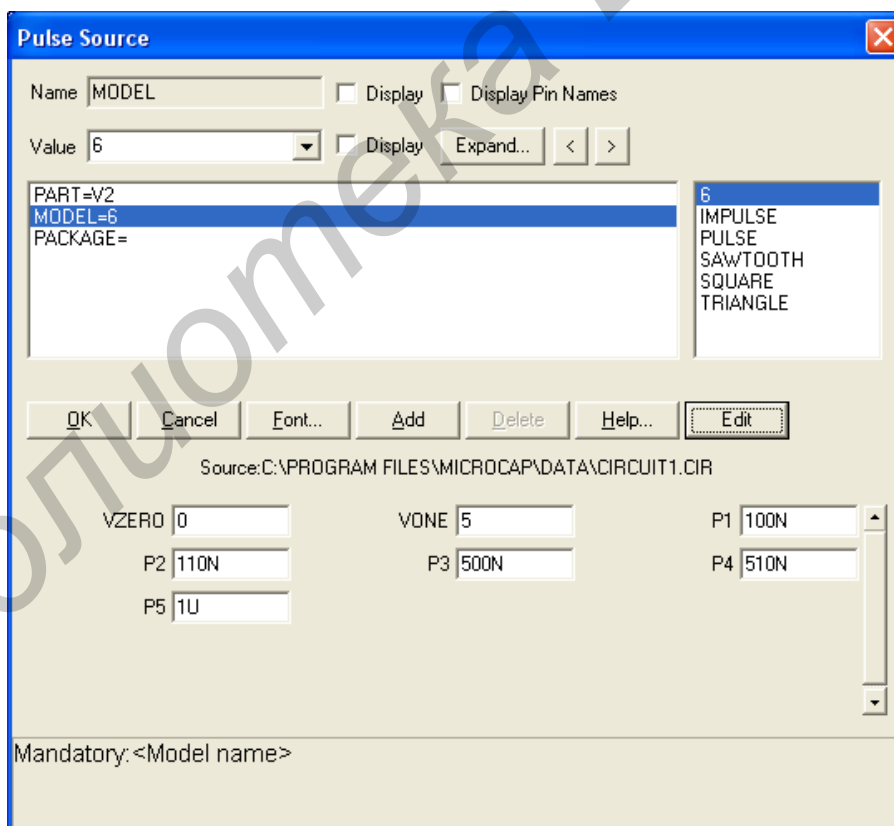 Pulse Source
Name MODEL Display Display Pin Names
Value 6 Display Expand... < >
PART=V2
MODEL=6
PACKAGE=
6
IMPULSE
PULSE
SAWTOOTH
SQUARE
TRIANGLE
OK Cancel Font... Add Delete Help... Edit
Source:C:\PROGRAM FILES\MICROCAP\DATA\CIRCUIT1.CIR
VZERO 0 VONE 5 P1 100N
P2 110N P3 500N P4 510N
P5 1U
Mandatory:<Model name>